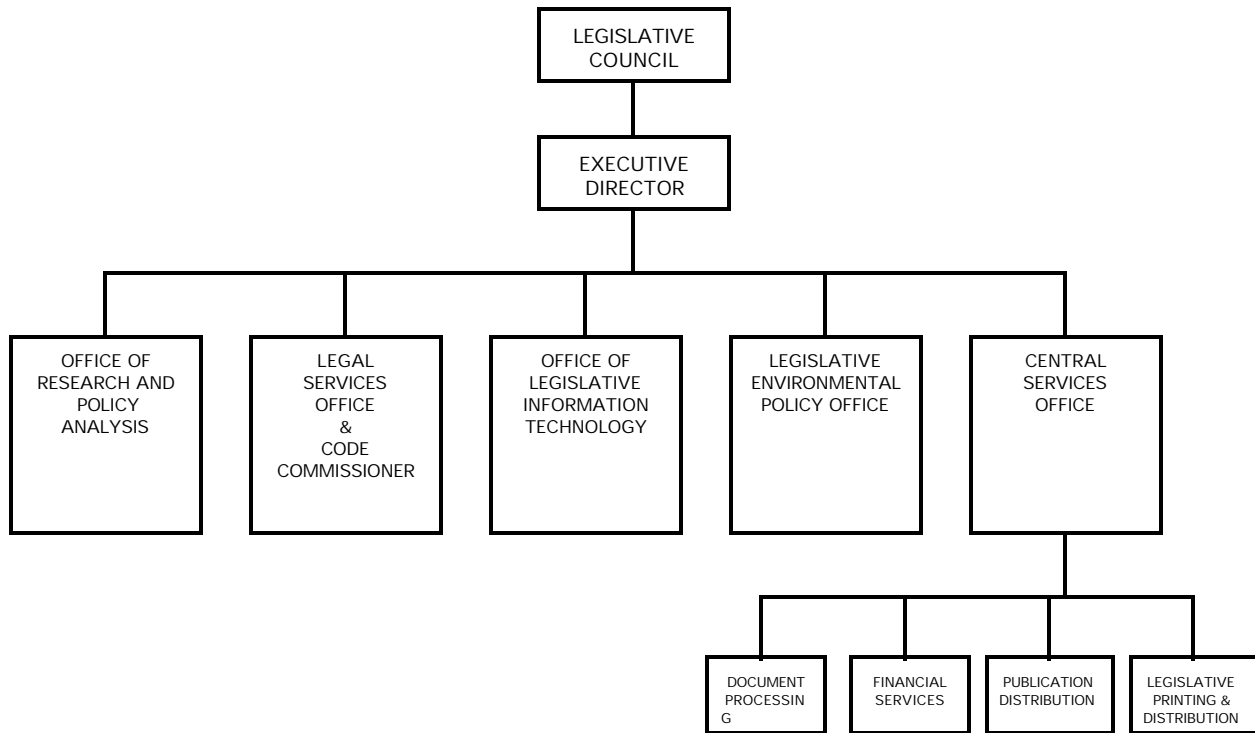 LEGISLATIVE
COUNCIL
EXECUTIVE
DIRECTOR
OFFICE OF
RESEARCH AND
POLICY
ANALYSIS
LEGAL
SERVICES
OFFICE
&
CODE
COMMISSIONER
OFFICE OF
LEGISLATIVE
INFORMATION
TECHNOLOGY
LEGISLATIVE
ENVIRONMENTAL
POLICY OFFICE
CENTRAL
SERVICES
OFFICE
DOCUMENT
PROCESSIN
G
FINANCIAL
SERVICES
PUBLICATION
DISTRIBUTION
LEGISLATIVE
PRINTING &
DISTRIBUTION